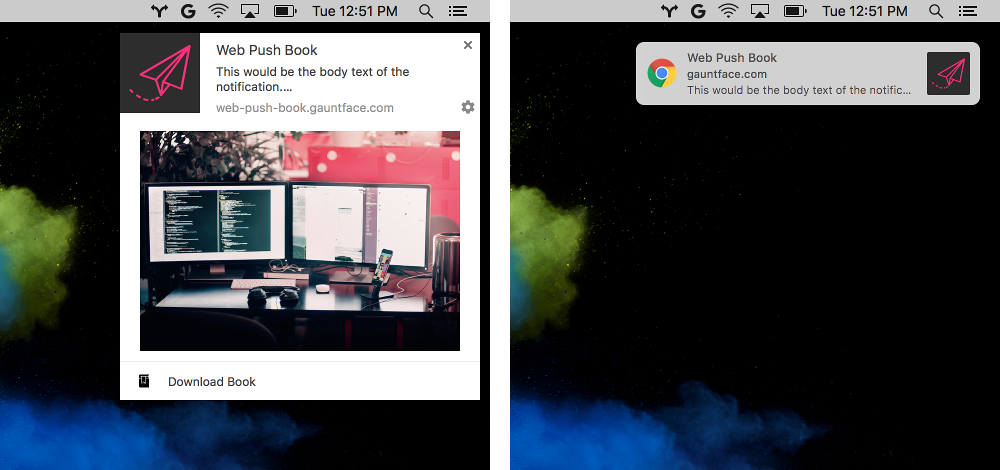 Tue 12:51 PM
Web Push Book
This would be the body text of the
notification....
web-push-book.gauntface.com
Download Book
Tue 12:51 PM
Web Push Book
gauntface.com
This would be the body text of the notific...